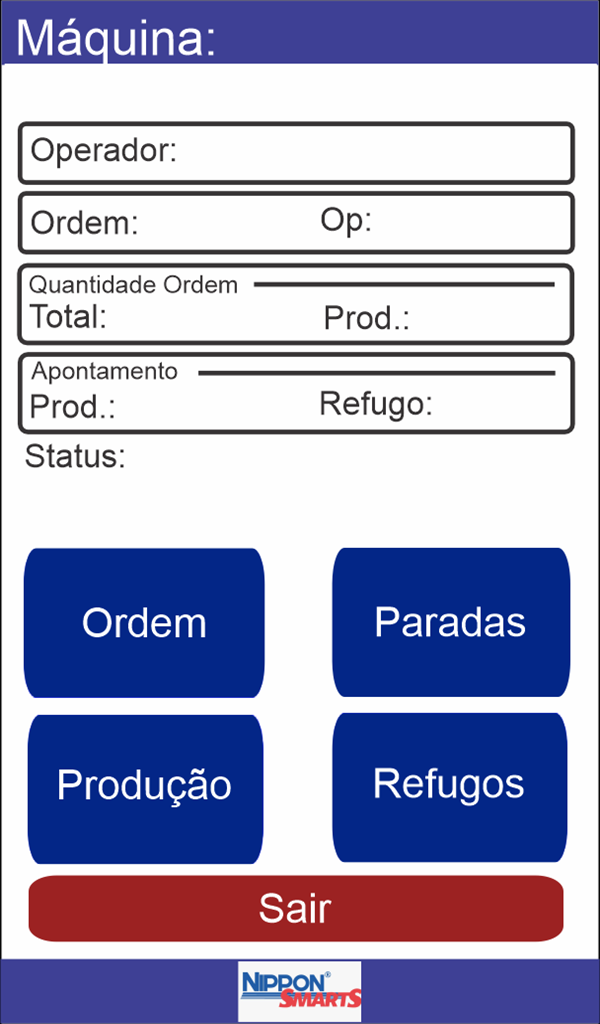 Máquina:
Operador:
Ordem: Op:
Quantidade Ordem
Total: Prod.:
Apontamento
Prod.: Refugo:
Status:
Ordem Paradas
Produção Refugos
Sair
NIPPON®
SMARTS